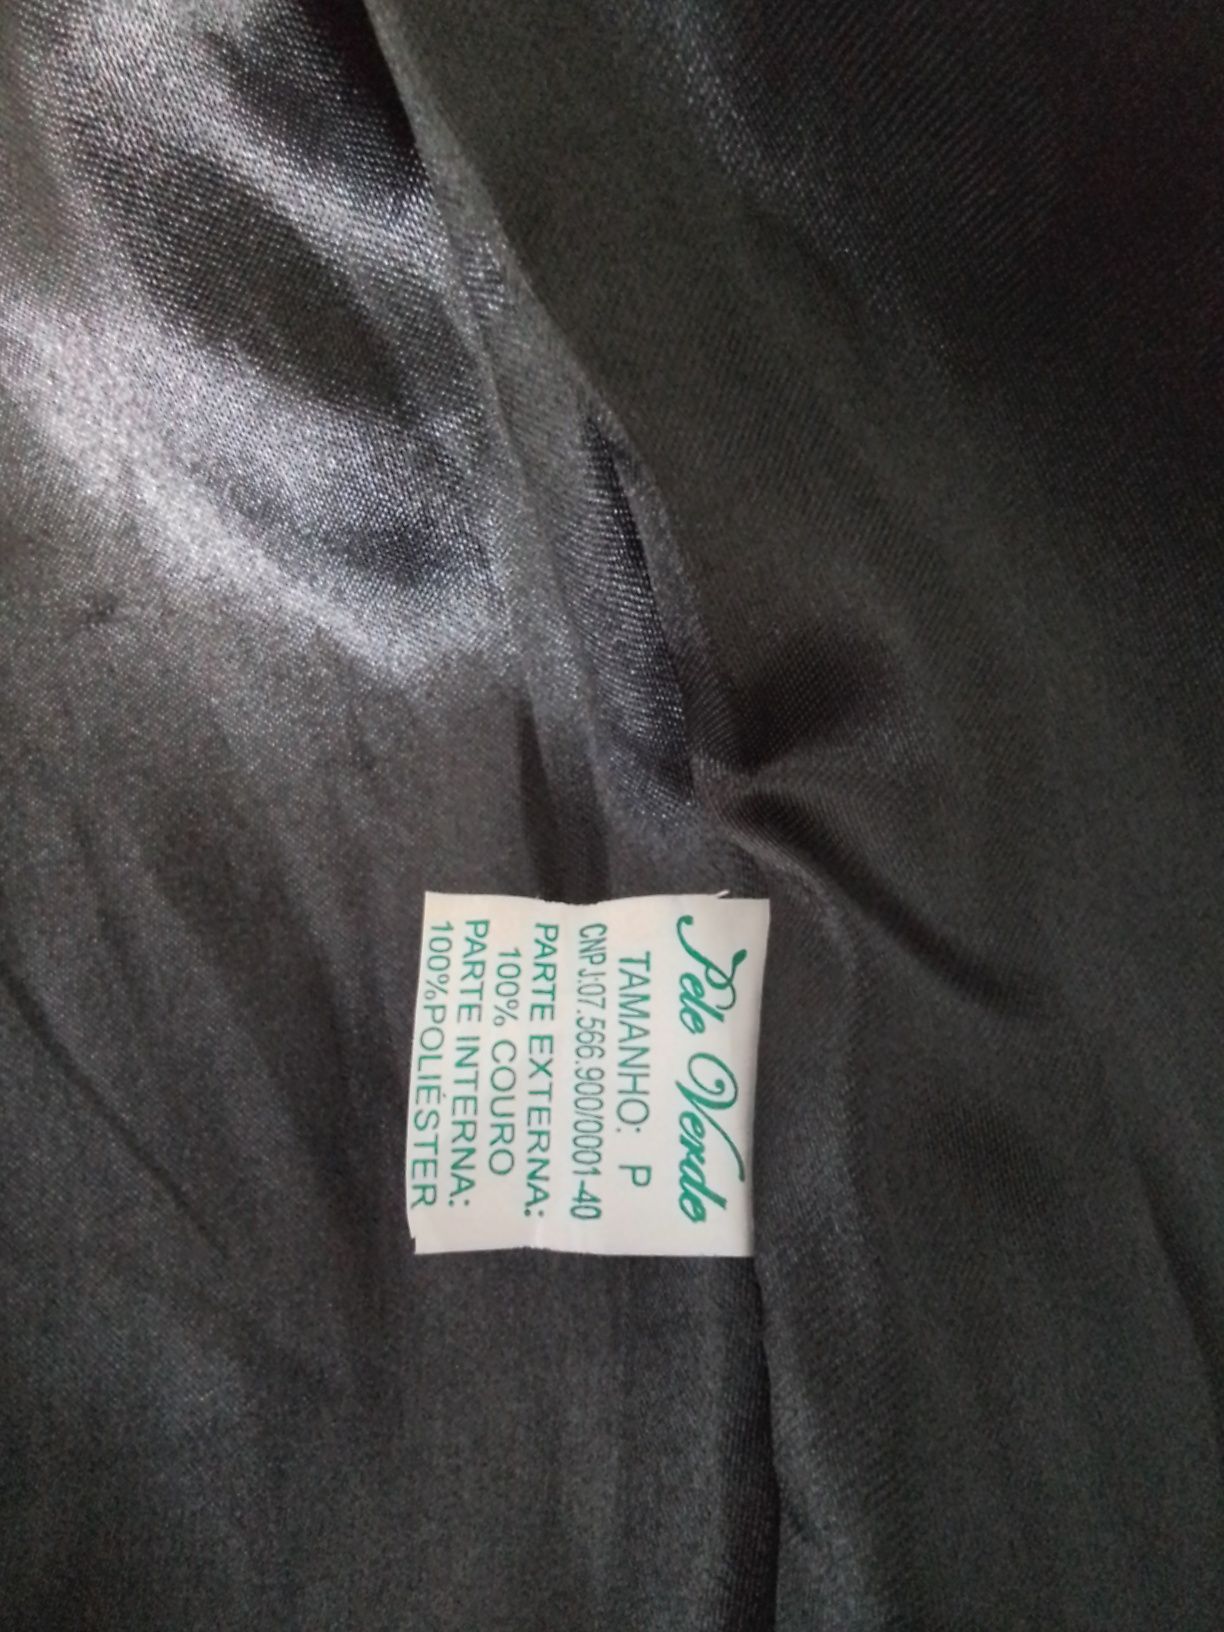 Pele Verde
TAMANHO: P
CNPJ:07.566.900/0001-40
PARTE EXTERNA:
100% COURO
PARTE INTERNA:
100%POLIÉSTER